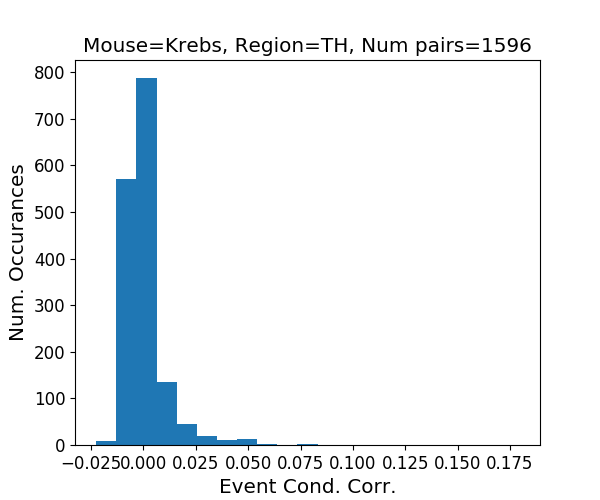 Mouse=Krebs, Region=TH, Num pairs=1596
800
700
600
500
400
300
200
100
0
Num. Occurances
−0.025 0.000 0.025 0.050 0.075 0.100 0.125 0.150 0.175
Event Cond. Corr.